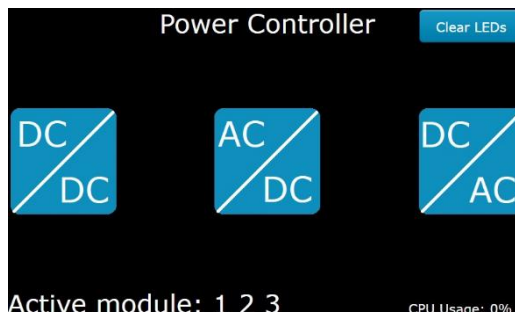 Power Controller
Clear LEDs
DC
DC
AC
DC
DC
AC
Active module: 1 2 3
CPU Usage: 0%